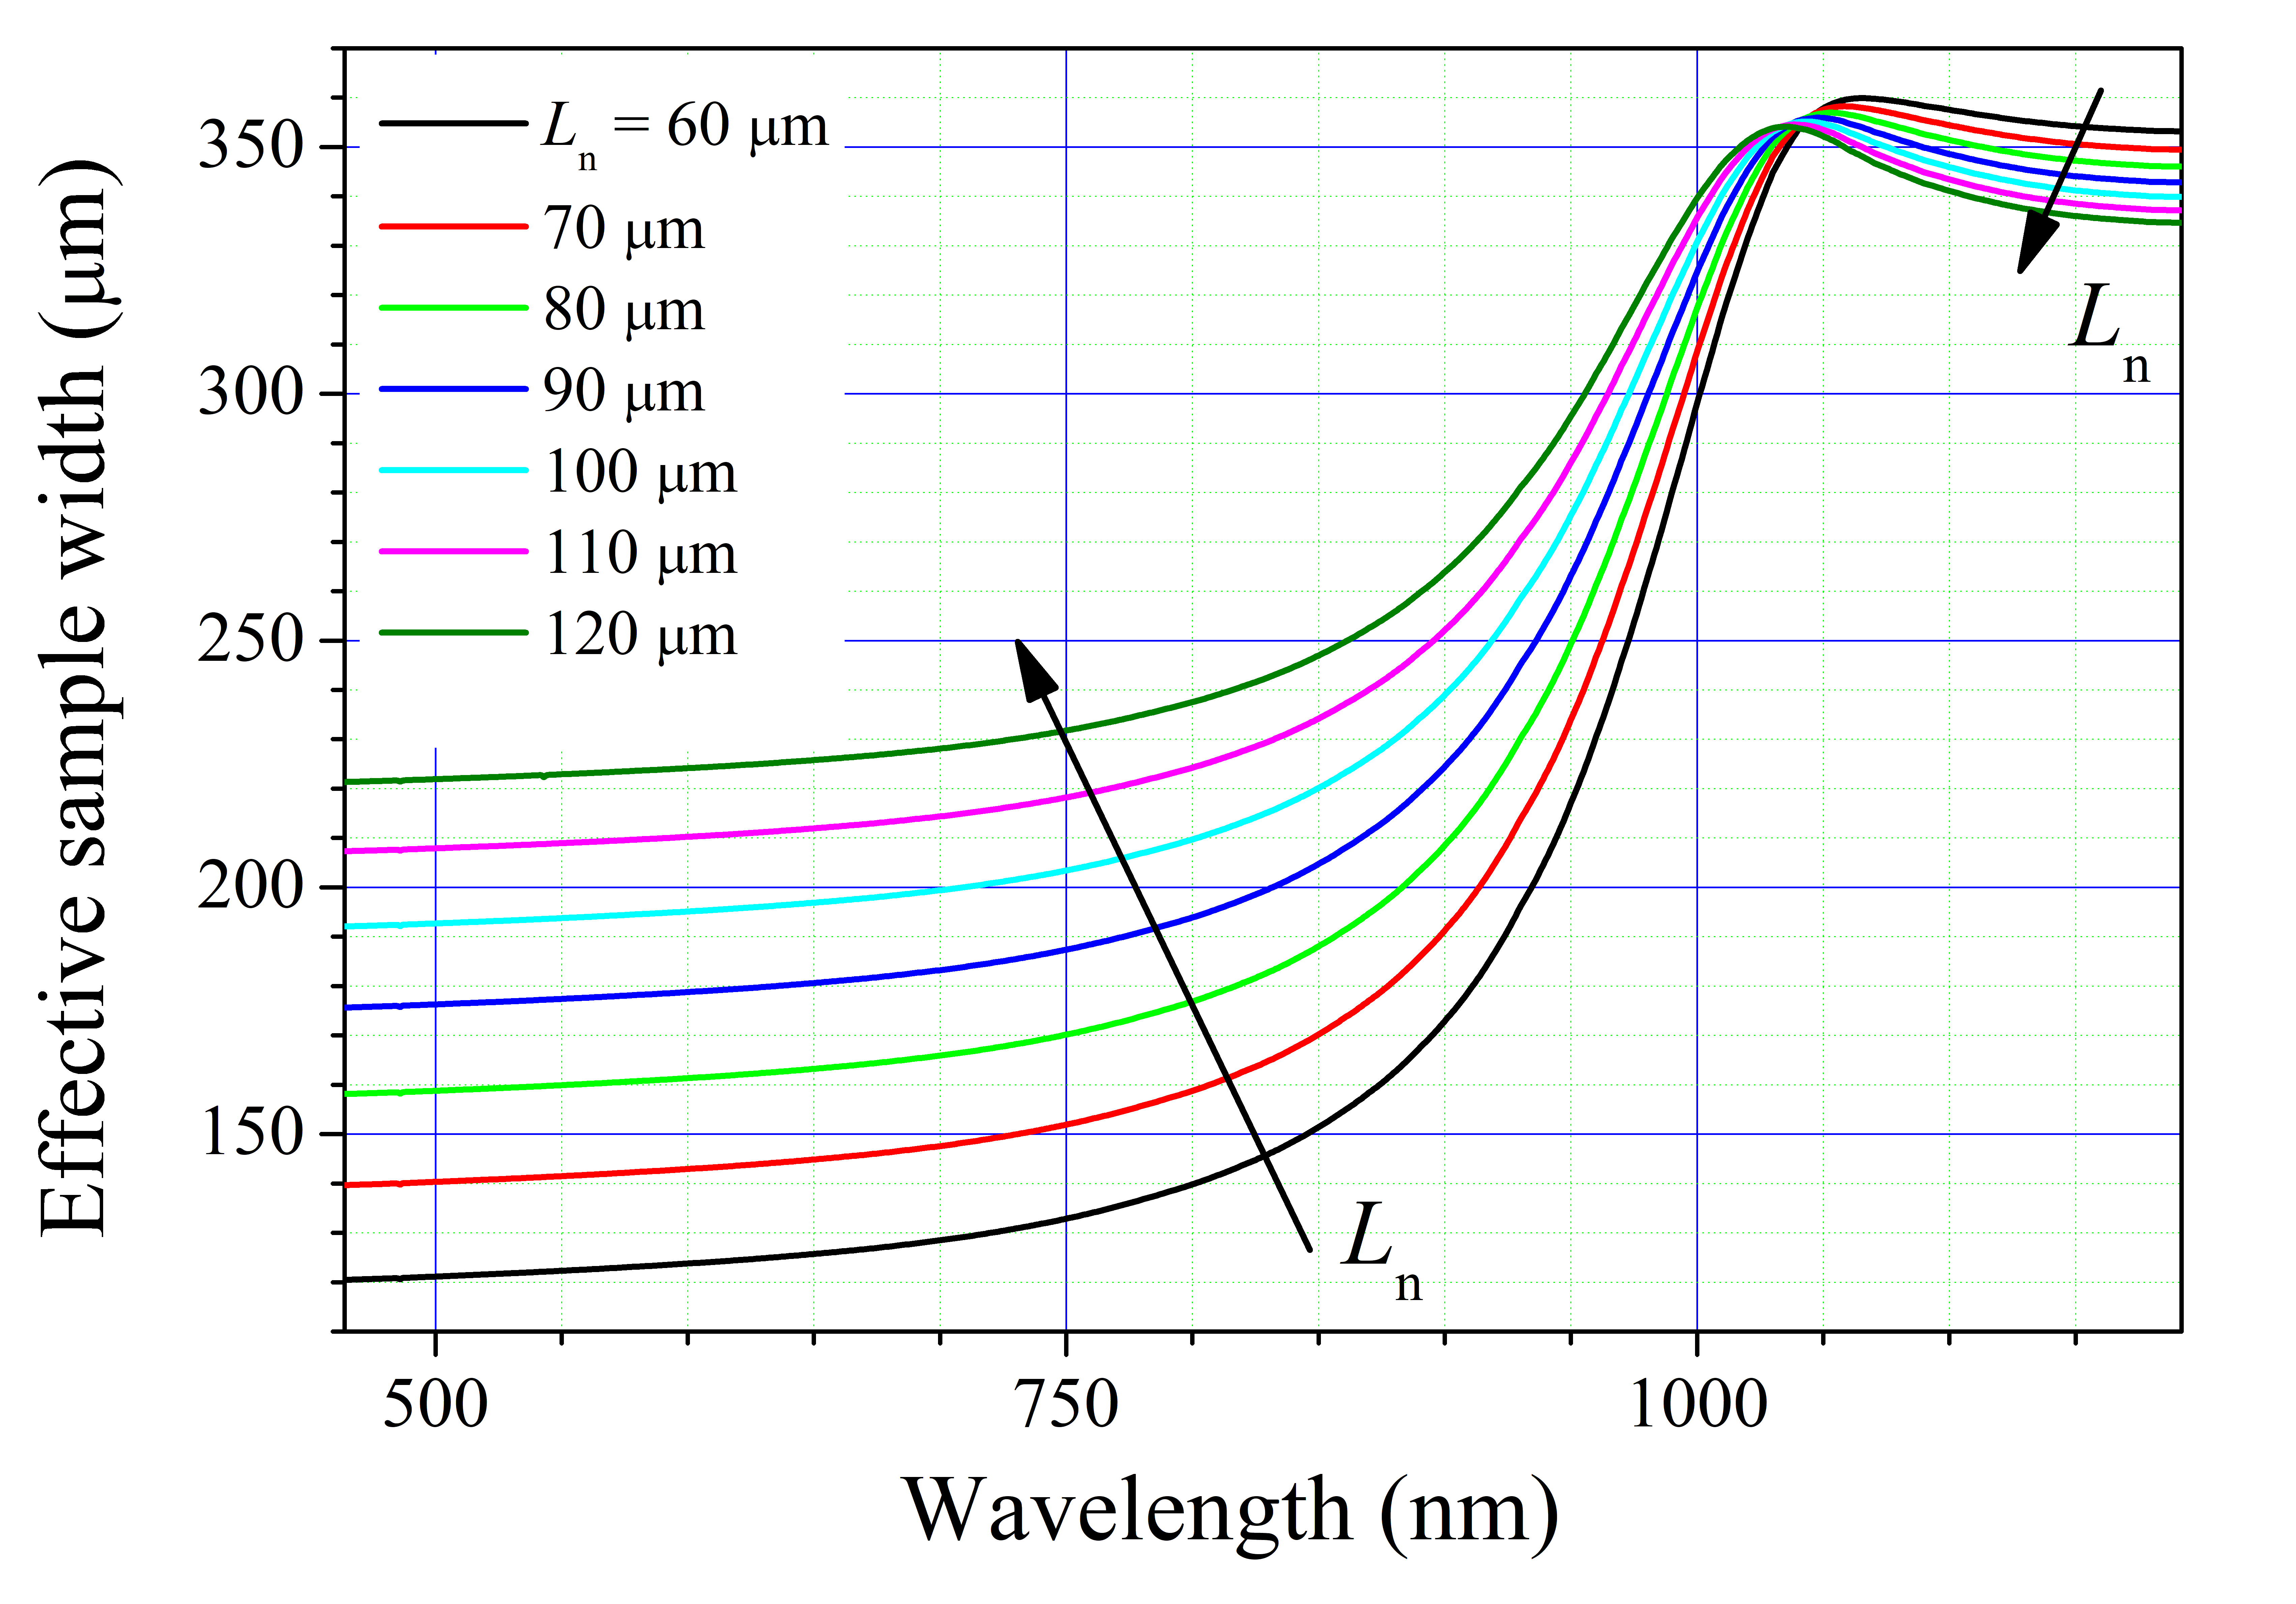 Effective sample width (μm)
350
300
250
200
150
Ln = 60 μm
70 μm
80 μm
90 μm
100 μm
110 μm
120 μm
Ln
Ln
500
750
1000
Wavelength (nm)